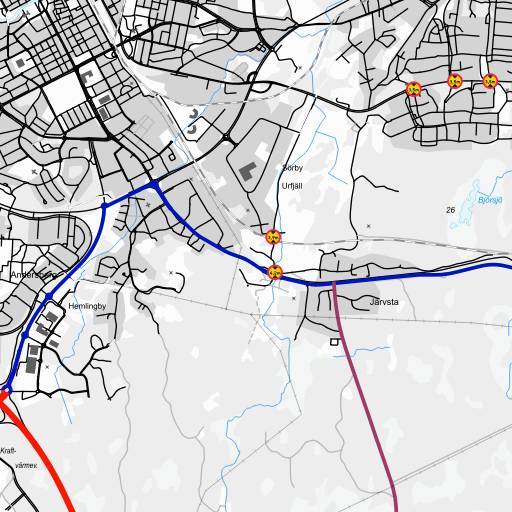 Sörby
Urfjäll
26
Björsjö
Andersberg
Hemlingby
Järvsta
Kraft-
värmev.